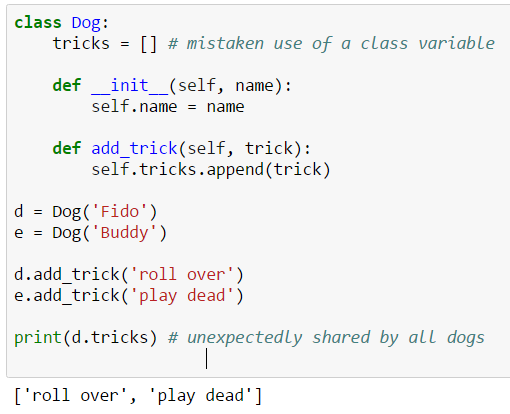 class Dog:
    tricks = [] # mistaken use of a class variable

    def __init__(self, name):
        self.name = name

    def add_trick(self, trick):
        self.tricks.append(trick)

d = Dog('Fido')
e = Dog('Buddy')

d.add_trick('roll over')
e.add_trick('play dead')

print(d.tricks) # unexpectedly shared by all dogs

['roll over', 'play dead']